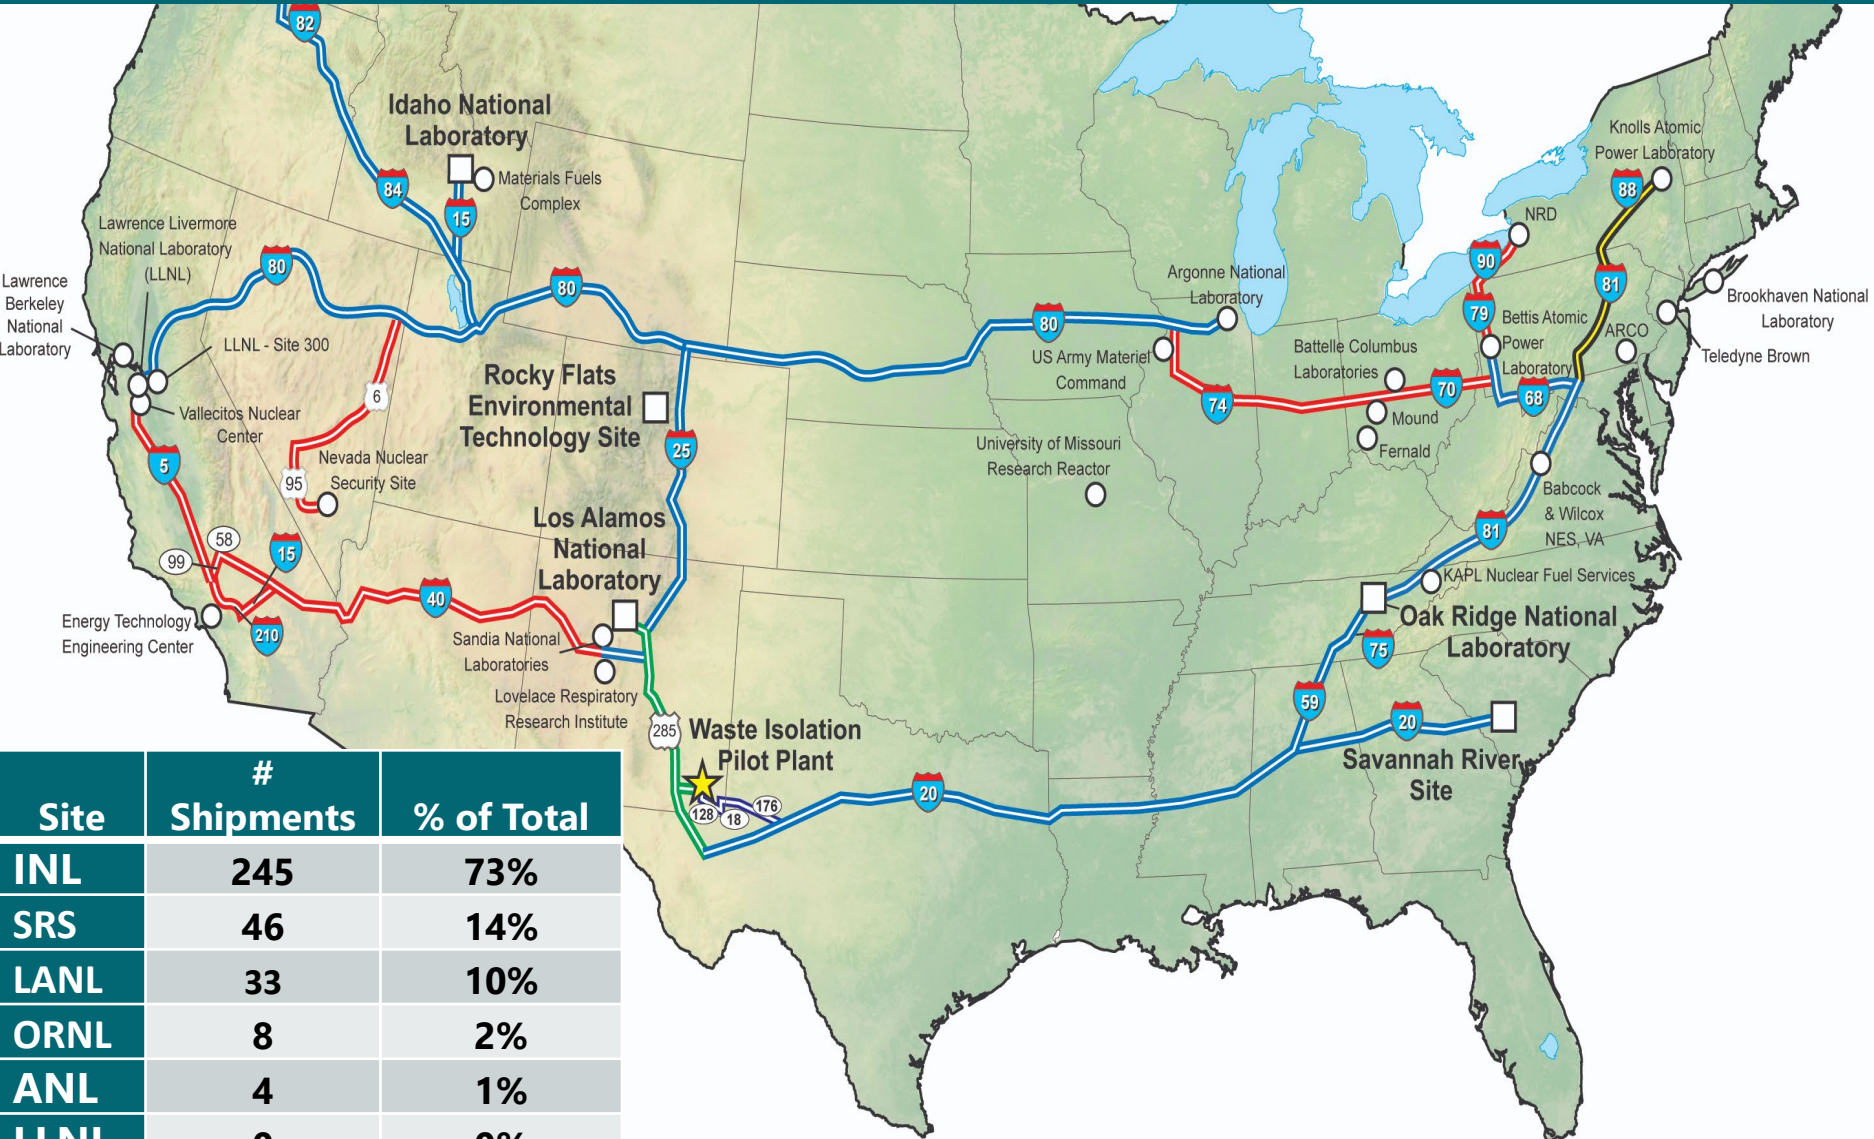 82
Idaho National
Laboratory
Materials Fuels
Complex
84
15
Knolls Atomic
Power Laboratory
88
NRD
90
81
79
Lawrence Livermore
National Laboratory
(LLNL)
80
80
Lawrence
Berkeley
National
Laboratory
LLNL - Site 300
Vallecitos Nuclear
Center
6
5
Nevada Nuclear
Security Site
95
58
99
15
40
210
Energy Technology
Engineering Center
Rocky Flats
Environmental
Technology Site
25
Los Alamos
National
Laboratory
Sandia National
Laboratories
Lovelace Respiratory
Research Institute
285
Waste Isolation
Pilot Plant
128
18
176
20
80
Argonne National
Laboratory
US Army Materiel
Command
74
University of Missouri
Research Reactor
Battelle Columbus
Laboratories
70
Mound
Fernald
Bettis Atomic
Power
Laboratory
68
ARCO
Brookhaven National
Laboratory
Teledyne Brown
Babcock
& Wilcox
NES, VA
81
KAPL Nuclear Fuel Services
Oak Ridge National
Laboratory
75
59
20
Savannah River
Site
Site # Shipments % of Total
INL 245 73%
SRS 46 14%
LANL 33 10%
ORNL 8 2%
ANL 4 1%